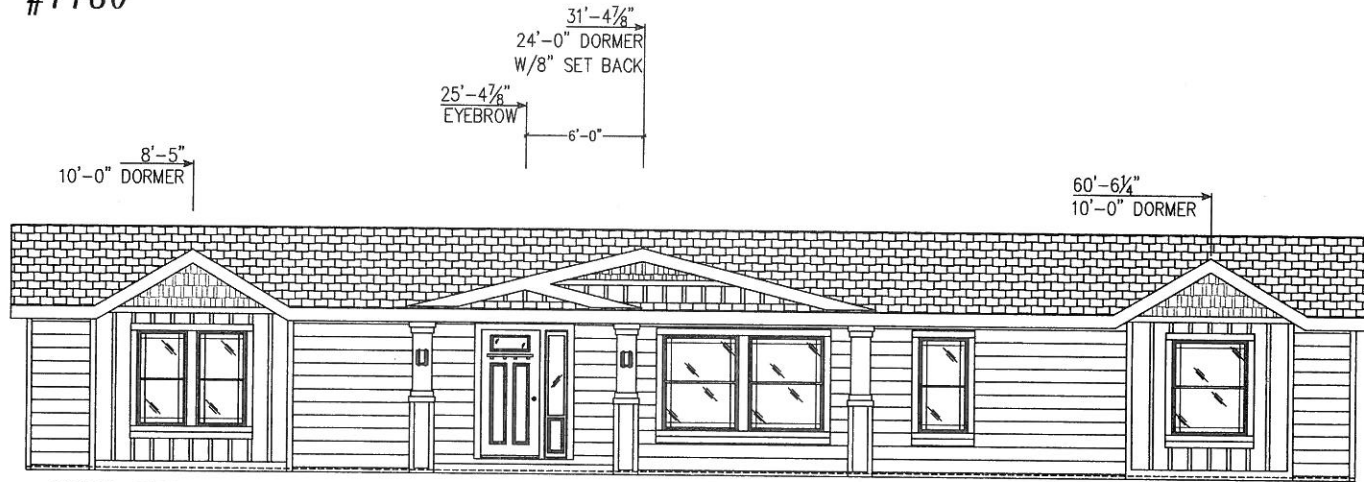 31'-4⅞"
24'-0" DORMER
W/8" SET BACK
25'-4⅞"
EYEBROW
6'-0"
8'-5"
10'-0" DORMER
60'-6¼"
10'-0" DORMER